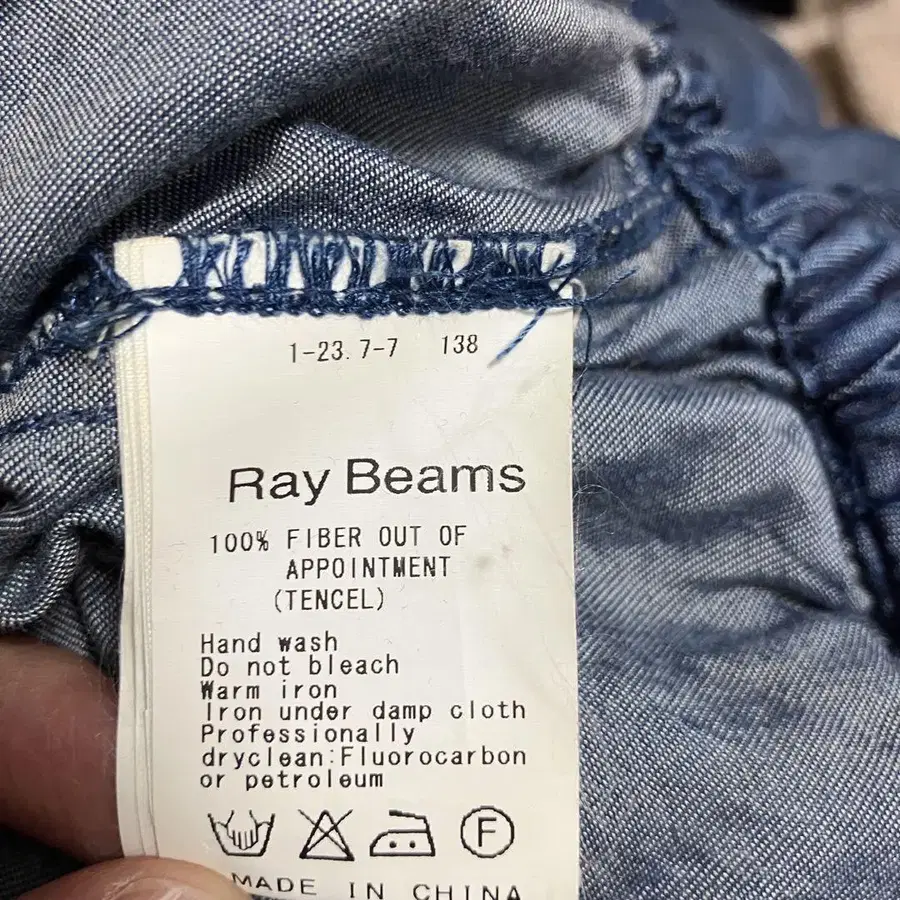 1-23.7-7 138
Ray Beams
100% FIBER OUT OF
APPOINTMENT
(TENCEL)
Hand wash
Do not bleach
Warm iron
Iron under damp cloth
Professionally
dryclean:Fluorocarbon
or petroleum
F
MADE IN CHINA